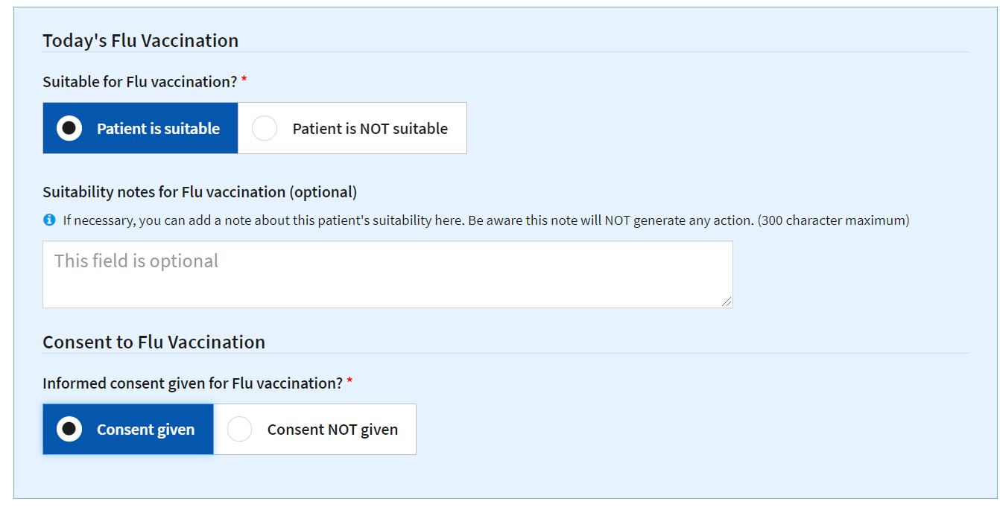 Today's Flu Vaccination
Suitable for Flu vaccination? *
Patient is suitable
Patient is NOT suitable
Suitability notes for Flu vaccination (optional)
If necessary, you can add a note about this patient's suitability here. Be aware this note will NOT generate any action. (300 character maximum)
This field is optional
Consent to Flu Vaccination
Informed consent given for Flu vaccination? *
Consent given
Consent NOT given